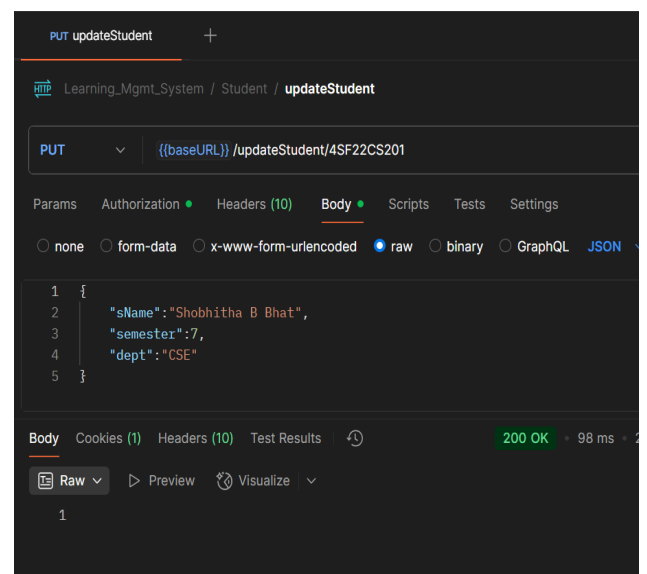 PUT updateStudent +
HTTP Learning_Mgmt_System / Student / updateStudent
PUT {{baseURL}} /updateStudent/4SF22CS201
Params Authorization Headers (10) Body Scripts Tests Settings
none form-data x-www-form-urlencoded raw binary GraphQL JSON
1 {
2 "sName":"Shobhitha B Bhat",
3 "semester":7,
4 "dept":"CSE"
5 }
Body Cookies (1) Headers (10) Test Results 200 OK • 98 ms •
Raw Preview Visualize
1